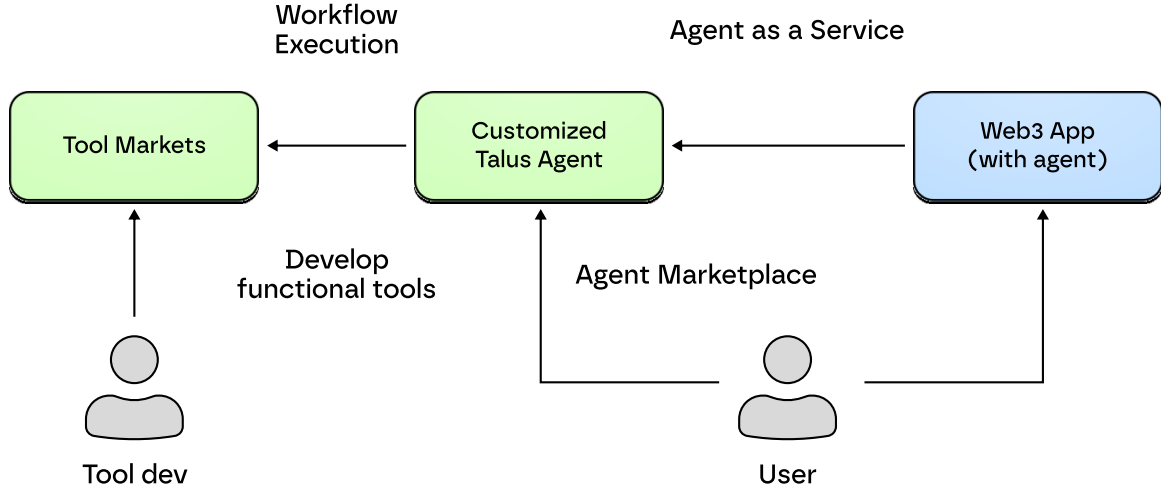 Workflow
Execution
Agent as a Service
Tool Markets
Customized
Talus Agent
Web3 App
(with agent)
Develop
functional tools
Agent Marketplace
Tool dev
User